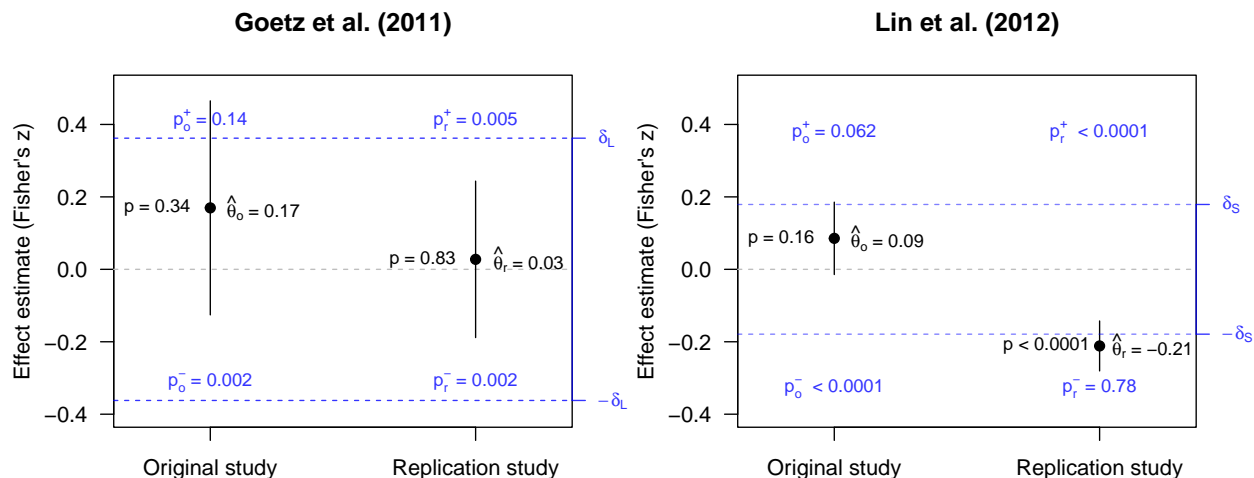 Goetz et al. (2011)
Effect estimate (Fisher's z)
0.4
0.2
0.0
−0.2
−0.4
p_o^+ = 0.14
p_r^+ = 0.005
δ_L
p = 0.34
θ̂_o = 0.17
p = 0.83
θ̂_r = 0.03
p_o^− = 0.002
p_r^− = 0.002
−δ_L
Original study
Replication study
Lin et al. (2012)
Effect estimate (Fisher's z)
0.4
0.2
0.0
−0.2
−0.4
p_o^+ = 0.062
p_r^+ < 0.0001
δ_S
p = 0.16
θ̂_o = 0.09
−δ_S
p < 0.0001
θ̂_r = −0.21
p_o^− < 0.0001
p_r^− = 0.78
Original study
Replication study